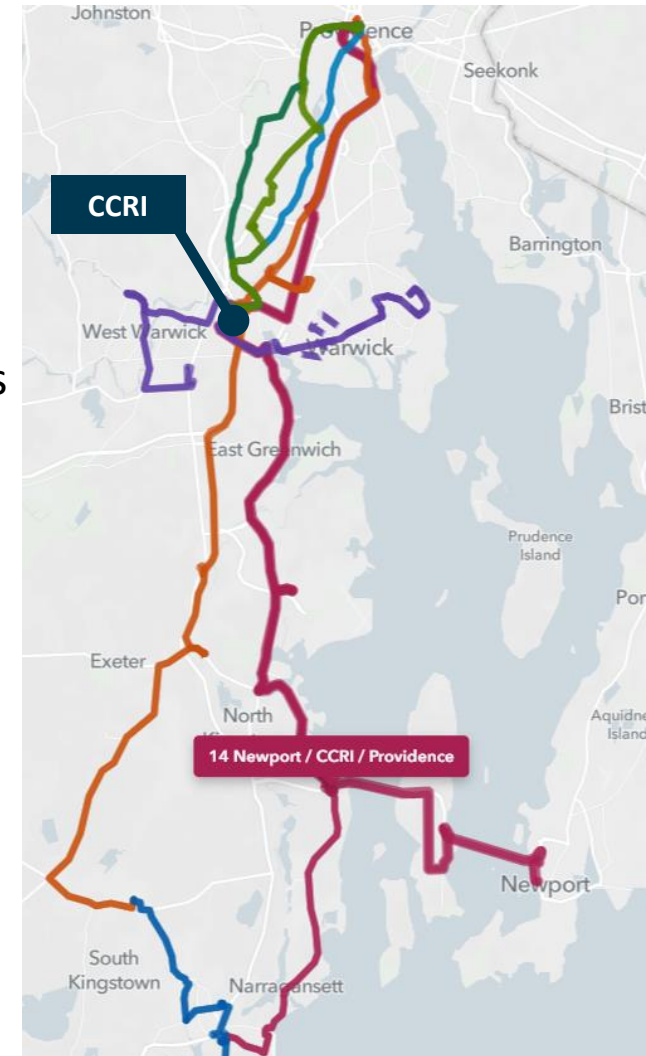 Johnston
Providence
Seekonk
CCRI
Barrington
West Warwick
Warwick
S
Brist
East Greenwich
Prudence
Island
Por
Exeter
North
14 Newport / CCRI / Providence
Aquidne
Island
Newport
South
Kingstown
Narragansett